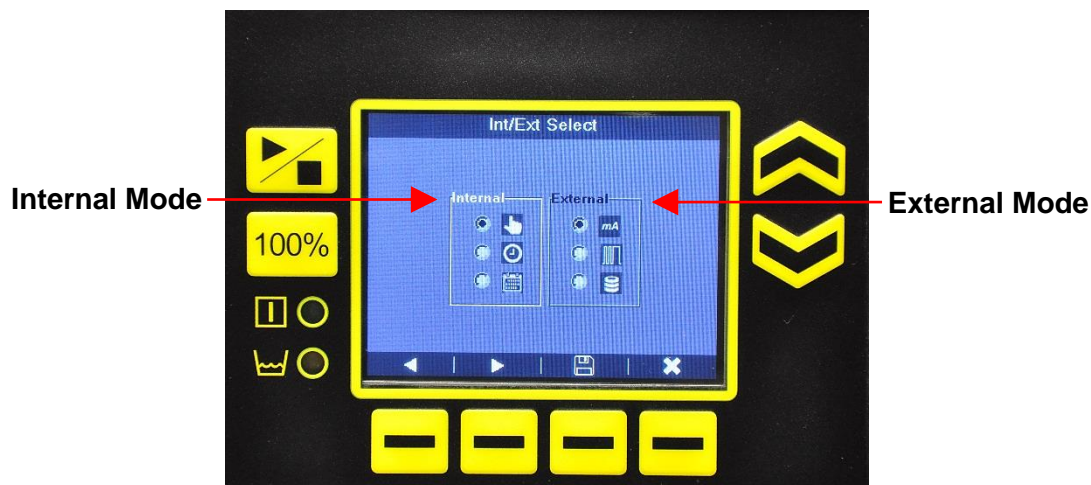 Int/Ext Select
Internal Mode
Internal
External
External Mode
mA
100%